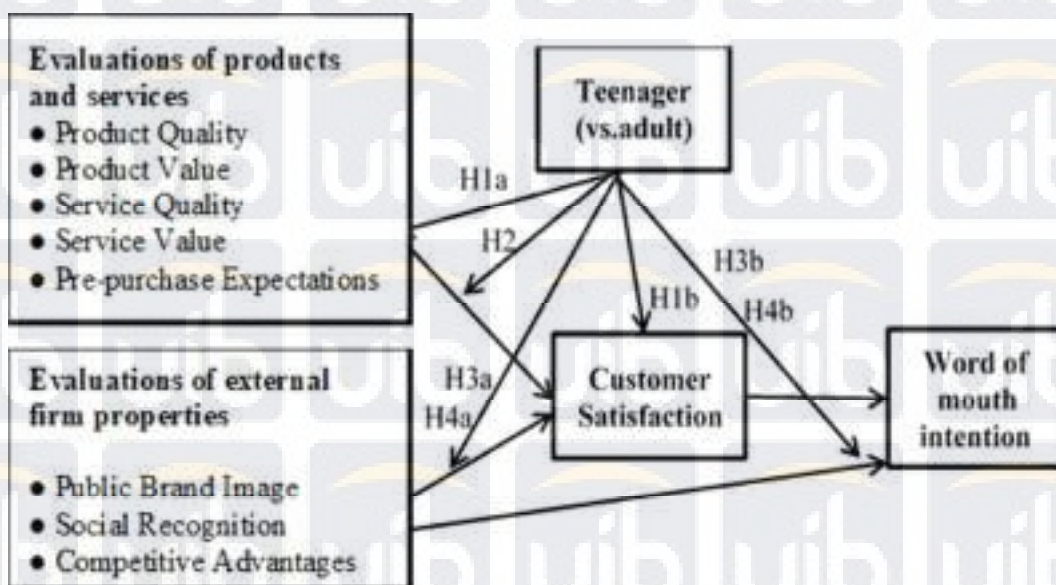 Evaluations of products
and services
● Product Quality
● Product Value
● Service Quality
● Service Value
● Pre-purchase Expectations
Teenager
(vs.adult)
H1a
H2
H3b
H1b
H4b
Evaluations of external
firm properties
● Public Brand Image
● Social Recognition
● Competitive Advantages
H3a
H4a
Customer
Satisfaction
Word of
mouth
intention
uib